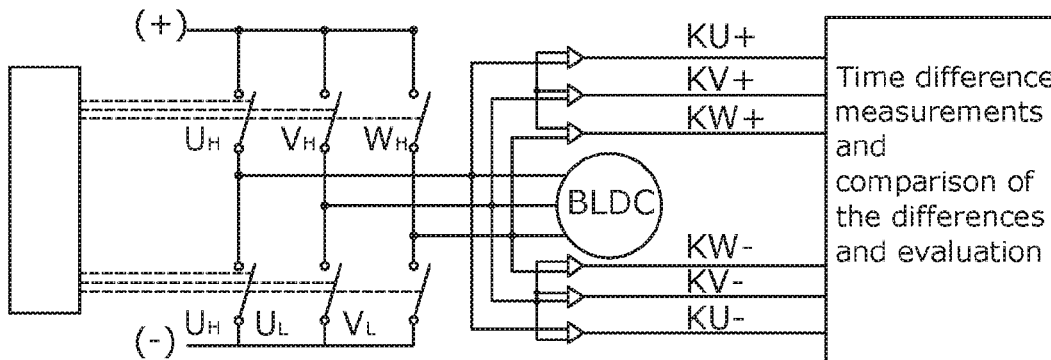 (+)
KU+
KV+
KW+
UH VH WH
BLDC
KW-
KV-
KU-
UH UL VL
(-)
Time difference
measurements
and
comparison of
the differences
and evaluation